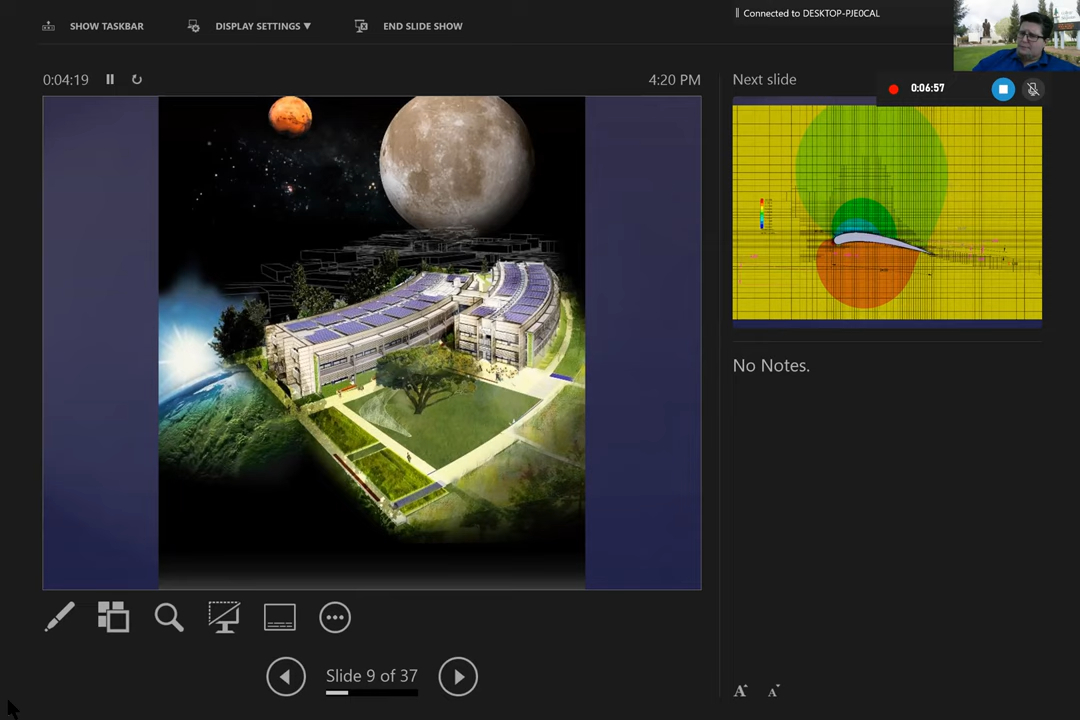 SHOW TASKBAR
DISPLAY SETTINGS ▼
END SLIDE SHOW
Connected to DESKTOP-PJE0CAL
0:04:19
4:20 PM
Next slide
0:06:57
No Notes.
Slide 9 of 37
A A